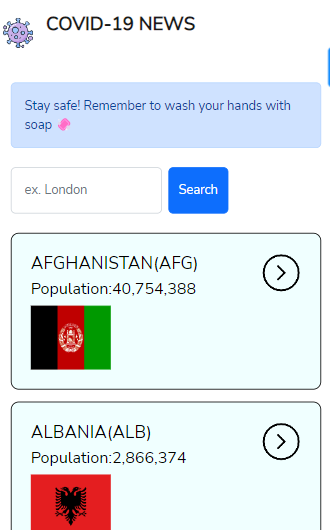 COVID-19 NEWS
Stay safe! Remember to wash your hands with
soap
ex. London
Search
AFGHANISTAN(AFG)
Population:40,754,388
ALBANIA(ALB)
Population:2,866,374